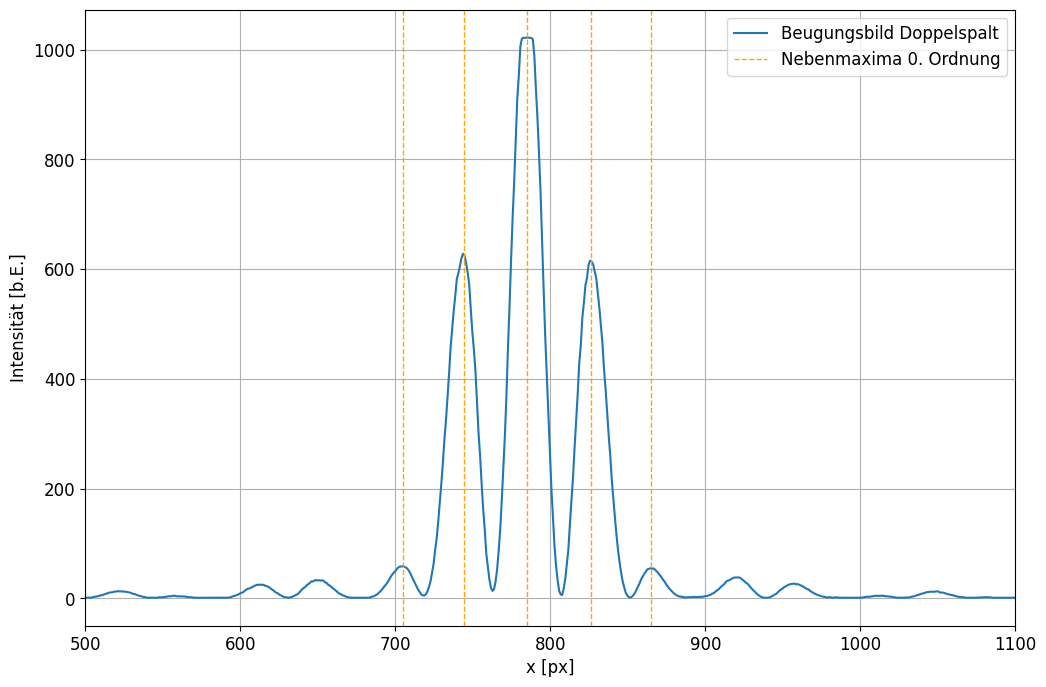 Beugungsbild Doppelspalt
Nebenmaxima 0. Ordnung
Intensität [b.E.]
1000
800
600
400
200
0
500 600 700 800 900 1000 1100
x [px]